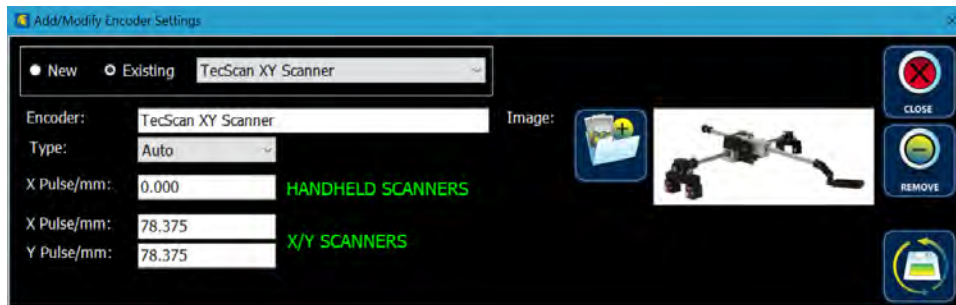 Add/Modify Encoder Settings
New Existing TecScan XY Scanner
Encoder: TecScan XY Scanner Image:
Type: Auto
X Pulse/mm: 0.000 HANDHELD SCANNERS
X Pulse/mm: 78.375
X/Y SCANNERS
Y Pulse/mm: 78.375
CLOSE
REMOVE